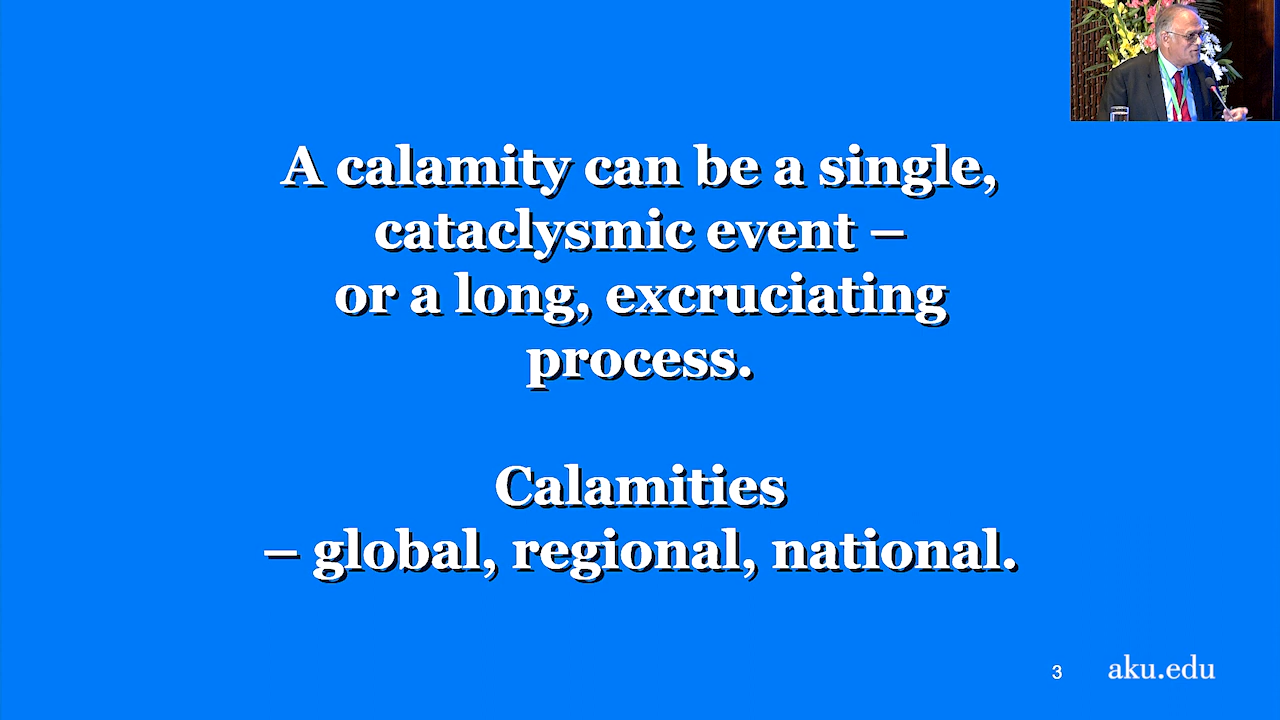 A calamity can be a single,
cataclysmic event –
or a long, excruciating
process.
Calamities
– global, regional, national.
3
aku.edu